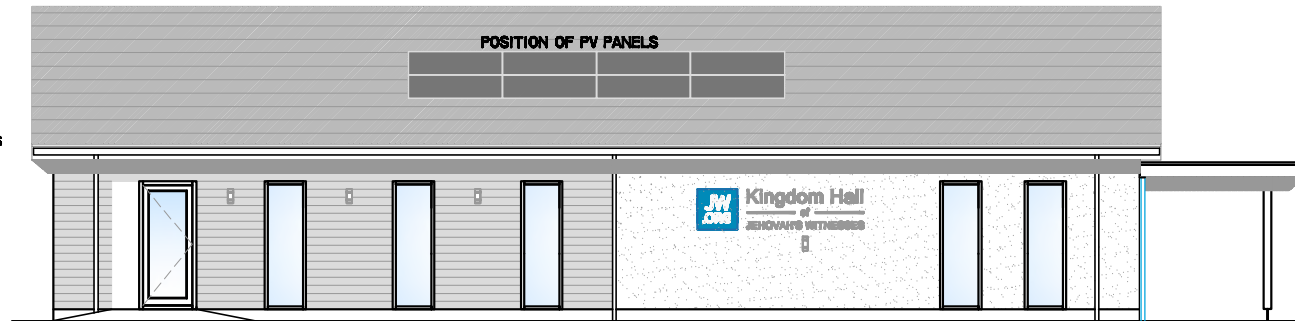 POSITION OF PV PANELS
JW
.ORG
Kingdom Hall
of
JEHOVAH'S WITNESSES